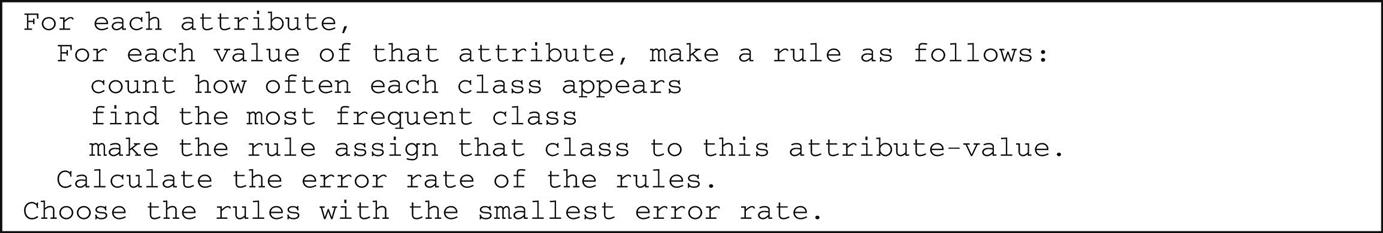 For each attribute,
For each value of that attribute, make a rule as follows:
count how often each class appears
find the most frequent class
make the rule assign that class to this attribute-value.
Calculate the error rate of the rules.
Choose the rules with the smallest error rate.